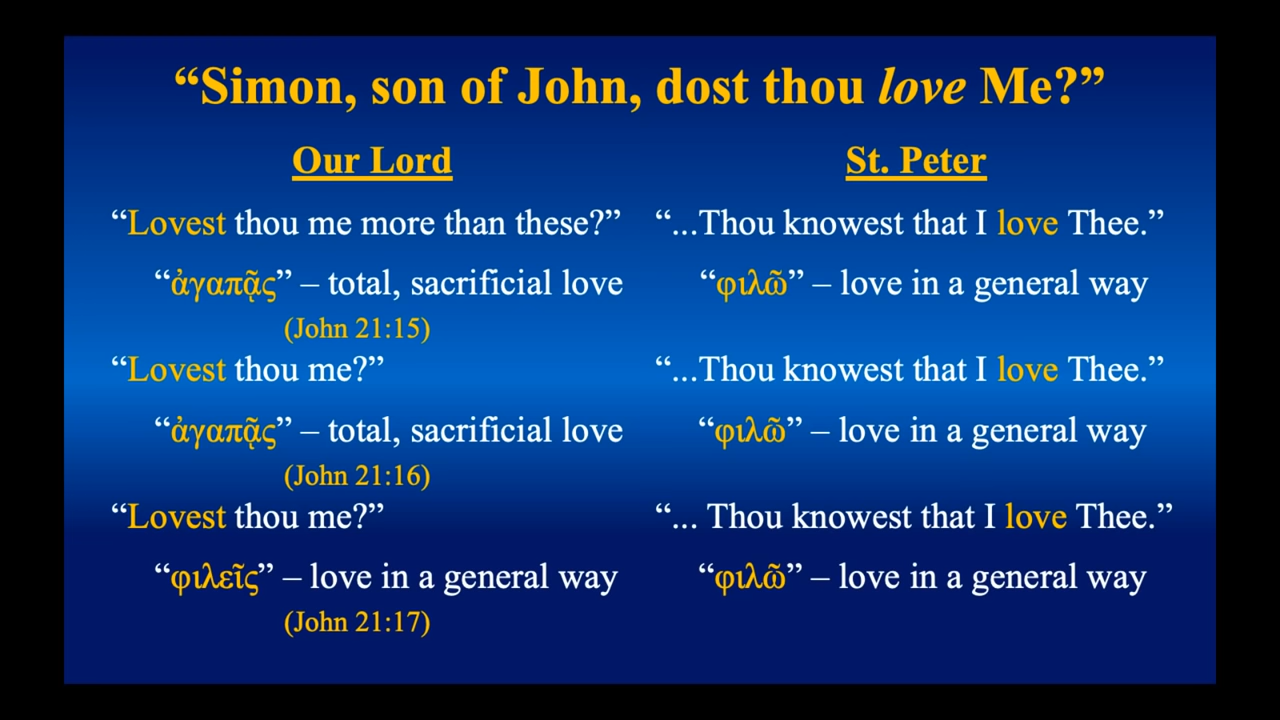 “Simon, son of John, dost thou love Me?”
Our Lord
St. Peter
“Lovest thou me more than these?”
“...Thou knowest that I love Thee.”
“ἀγαπᾷς” – total, sacrificial love
“φιλῶ” – love in a general way
(John 21:15)
“Lovest thou me?”
“...Thou knowest that I love Thee.”
“ἀγαπᾷς” – total, sacrificial love
“φιλῶ” – love in a general way
(John 21:16)
“Lovest thou me?”
“... Thou knowest that I love Thee.”
“φιλεῖς” – love in a general way
“φιλῶ” – love in a general way
(John 21:17)